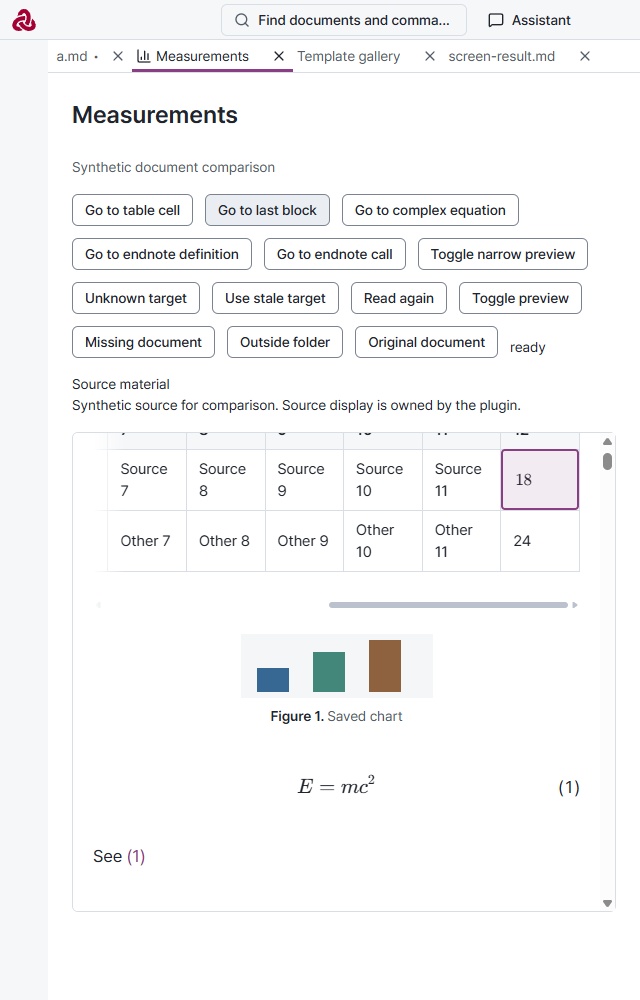 Find documents and comma...
Assistant
a.md •
Measurements
Template gallery
screen-result.md
Measurements
Synthetic document comparison
Go to table cell
Go to last block
Go to complex equation
Go to endnote definition
Go to endnote call
Toggle narrow preview
Unknown target
Use stale target
Read again
Toggle preview
Missing document
Outside folder
Original document
ready
Source material
Synthetic source for comparison. Source display is owned by the plugin.
Source 7
Source 8
Source 9
Source 10
Source 11
18
Other 7
Other 8
Other 9
Other 10
Other 11
24
Figure 1. Saved chart
E = mc²
(1)
See (1)